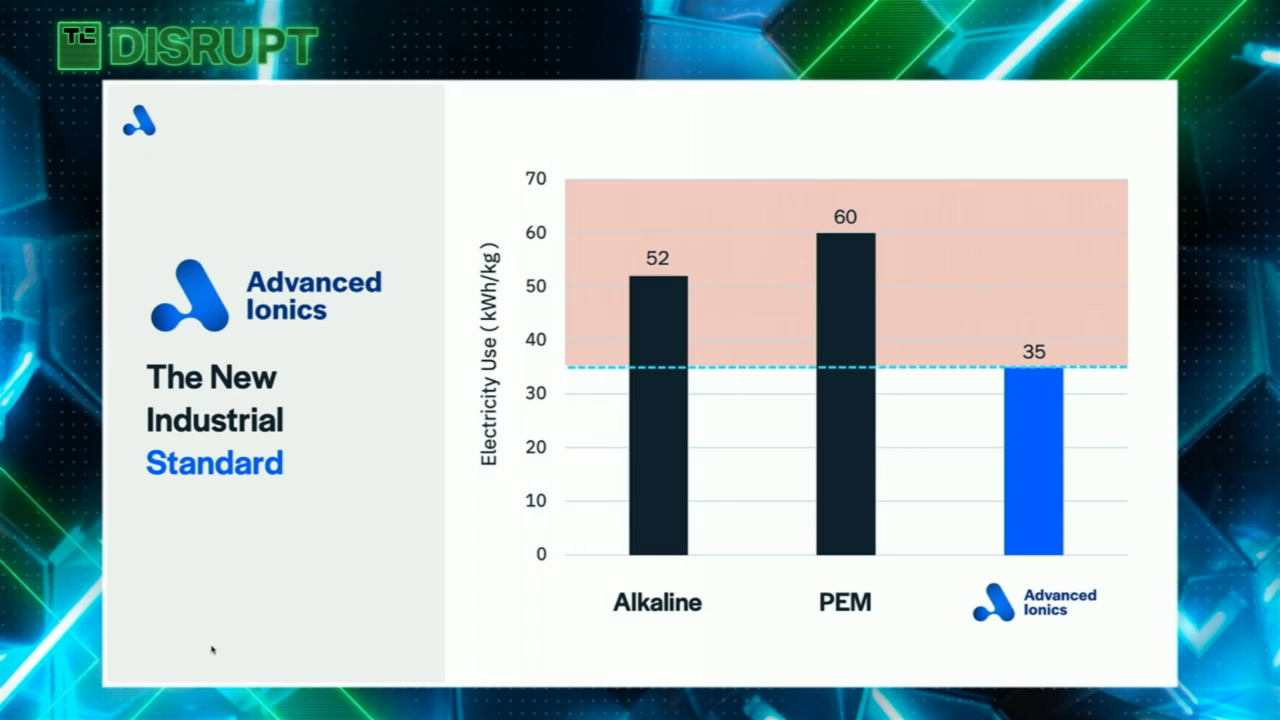 TC DISRUPT
Advanced
Ionics
The New
Industrial
Standard
Electricity Use ( kWh/kg )
70
60
50
40
30
20
10
0
52
60
35
Alkaline
PEM
Advanced
Ionics